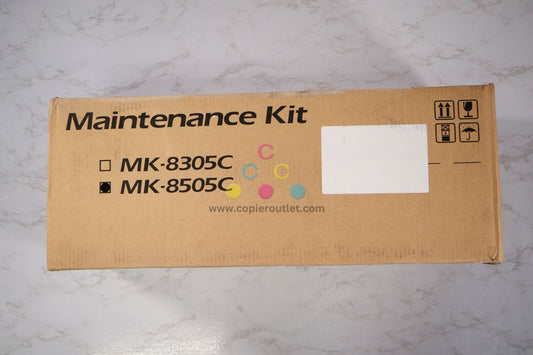 Maintenance Kit
MK-8305C
MK-8505C
C
C C
www.copieroutlet.com